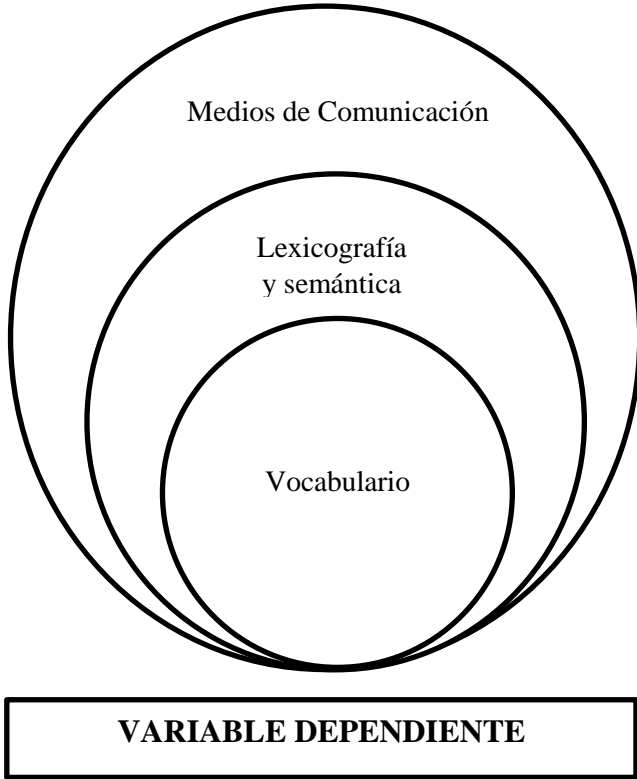 Medios de Comunicación
Lexicografía
y semántica
Vocabulario
VARIABLE DEPENDIENTE